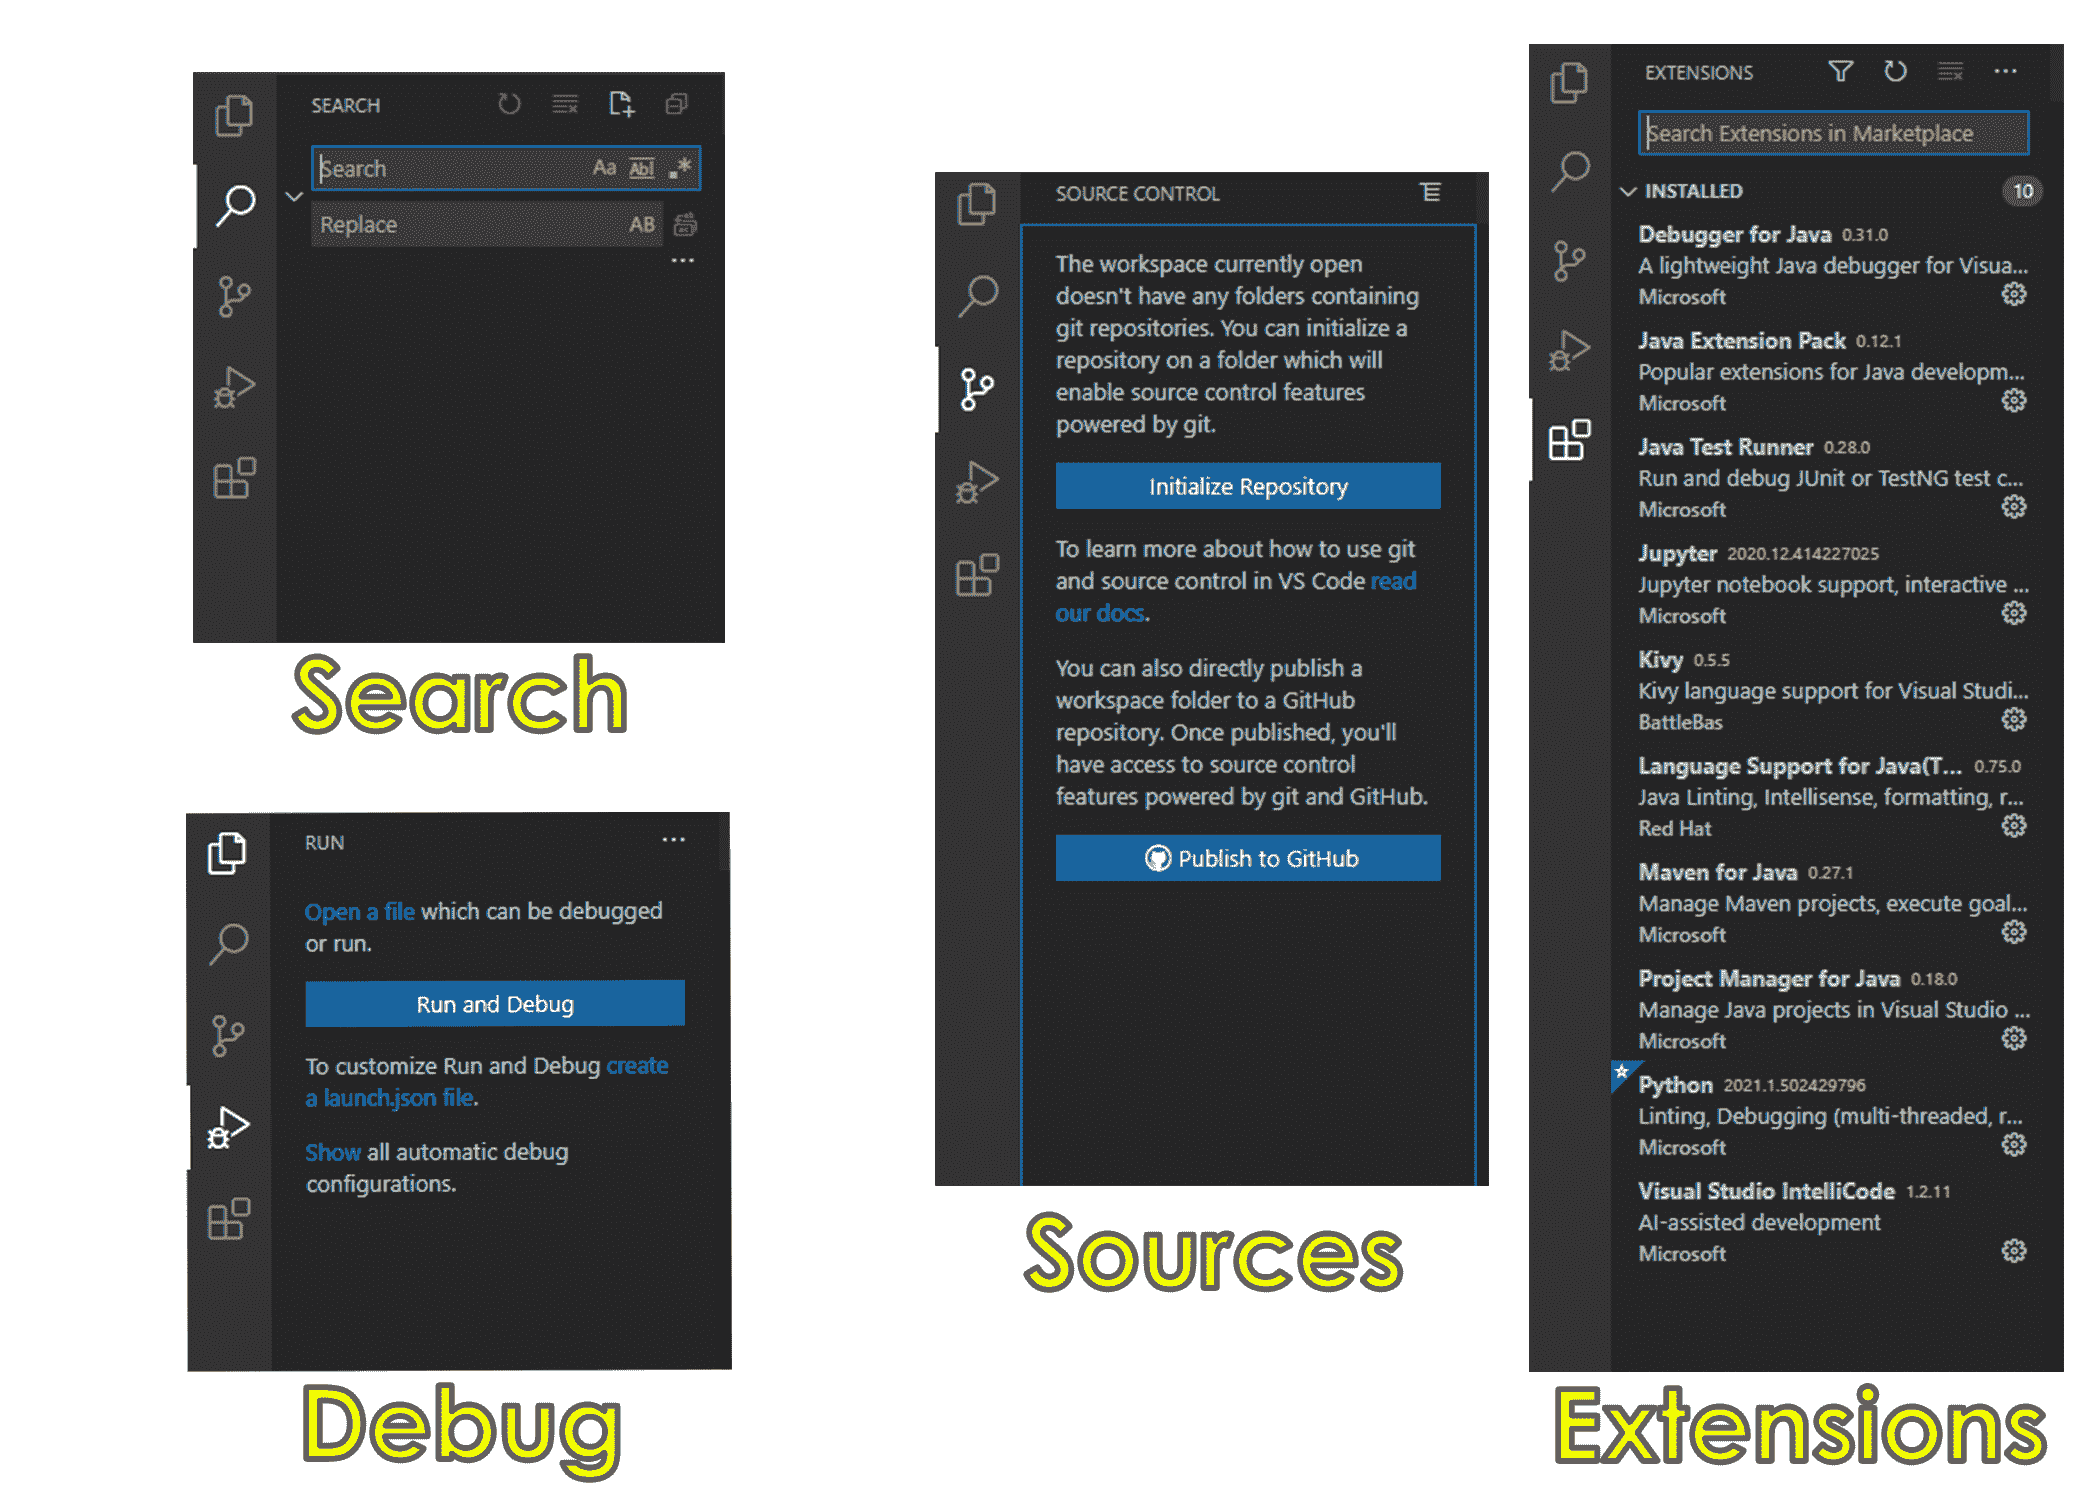 SEARCH
Search
Aa
Abl
.*
Replace
AB
...
Search
RUN
...
Open a file which can be debugged
or run.
Run and Debug
To customize Run and Debug create
a launch.json file.
Show all automatic debug
configurations.
Debug
SOURCE CONTROL
The workspace currently open
doesn't have any folders containing
git repositories. You can initialize a
repository on a folder which will
enable source control features
powered by git.
Initialize Repository
To learn more about how to use git
and source control in VS Code read
our docs.
You can also directly publish a
workspace folder to a GitHub
repository. Once published, you'll
have access to source control
features powered by git and GitHub.
Publish to GitHub
Sources
EXTENSIONS
...
Search Extensions in Marketplace
INSTALLED 10
Debugger for Java 0.31.0
A lightweight Java debugger for Visua...
Microsoft
Java Extension Pack 0.12.1
Popular extensions for Java developm...
Microsoft
Java Test Runner 0.28.0
Run and debug JUnit or TestNG test c...
Microsoft
Jupyter 2020.12.414227025
Jupyter notebook support, interactive ...
Microsoft
Kivy 0.5.5
Kivy language support for Visual Studi...
BattleBas
Language Support for Java(T... 0.75.0
Java Linting, Intellisense, formatting, r...
Red Hat
Maven for Java 0.27.1
Manage Maven projects, execute goal...
Microsoft
Project Manager for Java 0.18.0
Manage Java projects in Visual Studio ...
Microsoft
Python 2021.1.502429796
Linting, Debugging (multi-threaded, r...
Microsoft
Visual Studio IntelliCode 1.2.11
AI-assisted development
Microsoft
Extensions